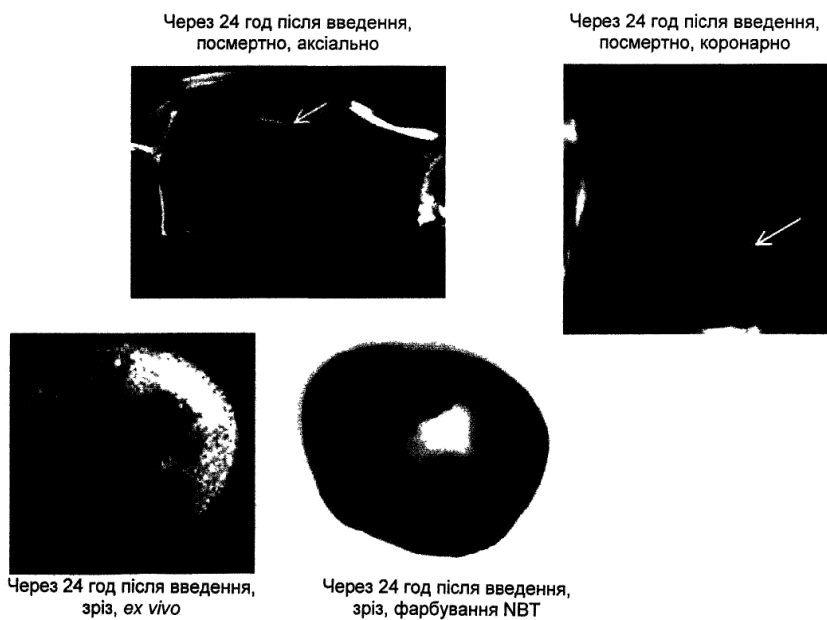 Через 24 год після введення,
посмертно, аксіально
Через 24 год після введення,
посмертно, коронарно
Через 24 год після введення,
зріз, ex vivo
Через 24 год після введення,
зріз, фарбування NBT